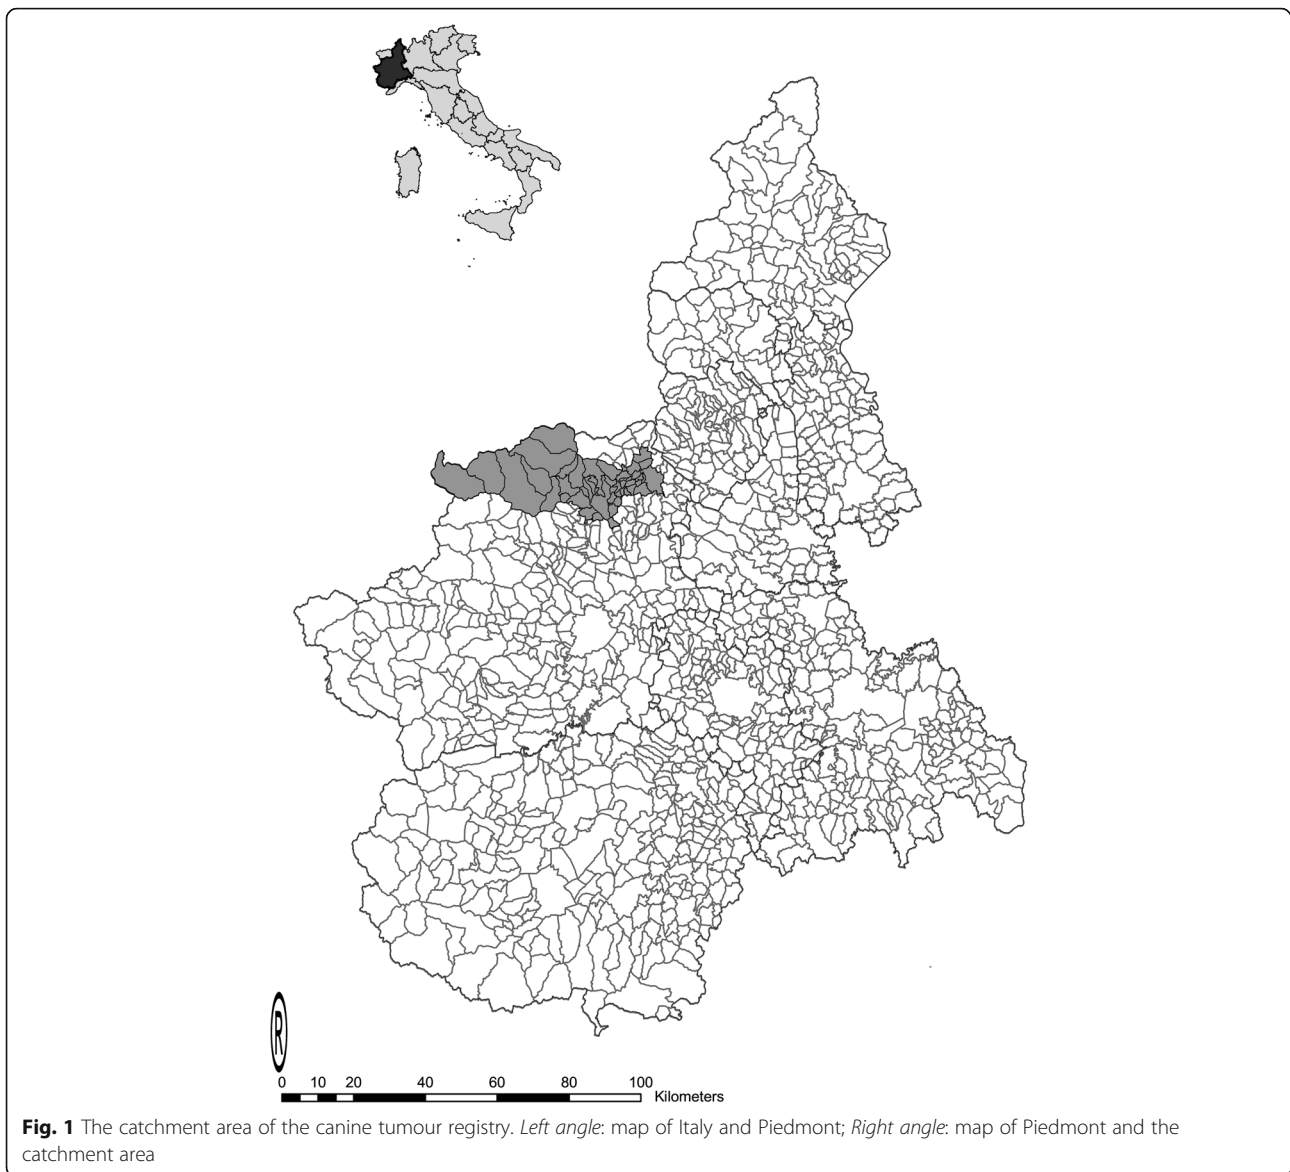 R
0 10 20 40 60 80 100
Kilometers
Fig. 1 The catchment area of the canine tumour registry. Left angle: map of Italy and Piedmont; Right angle: map of Piedmont and the
catchment area